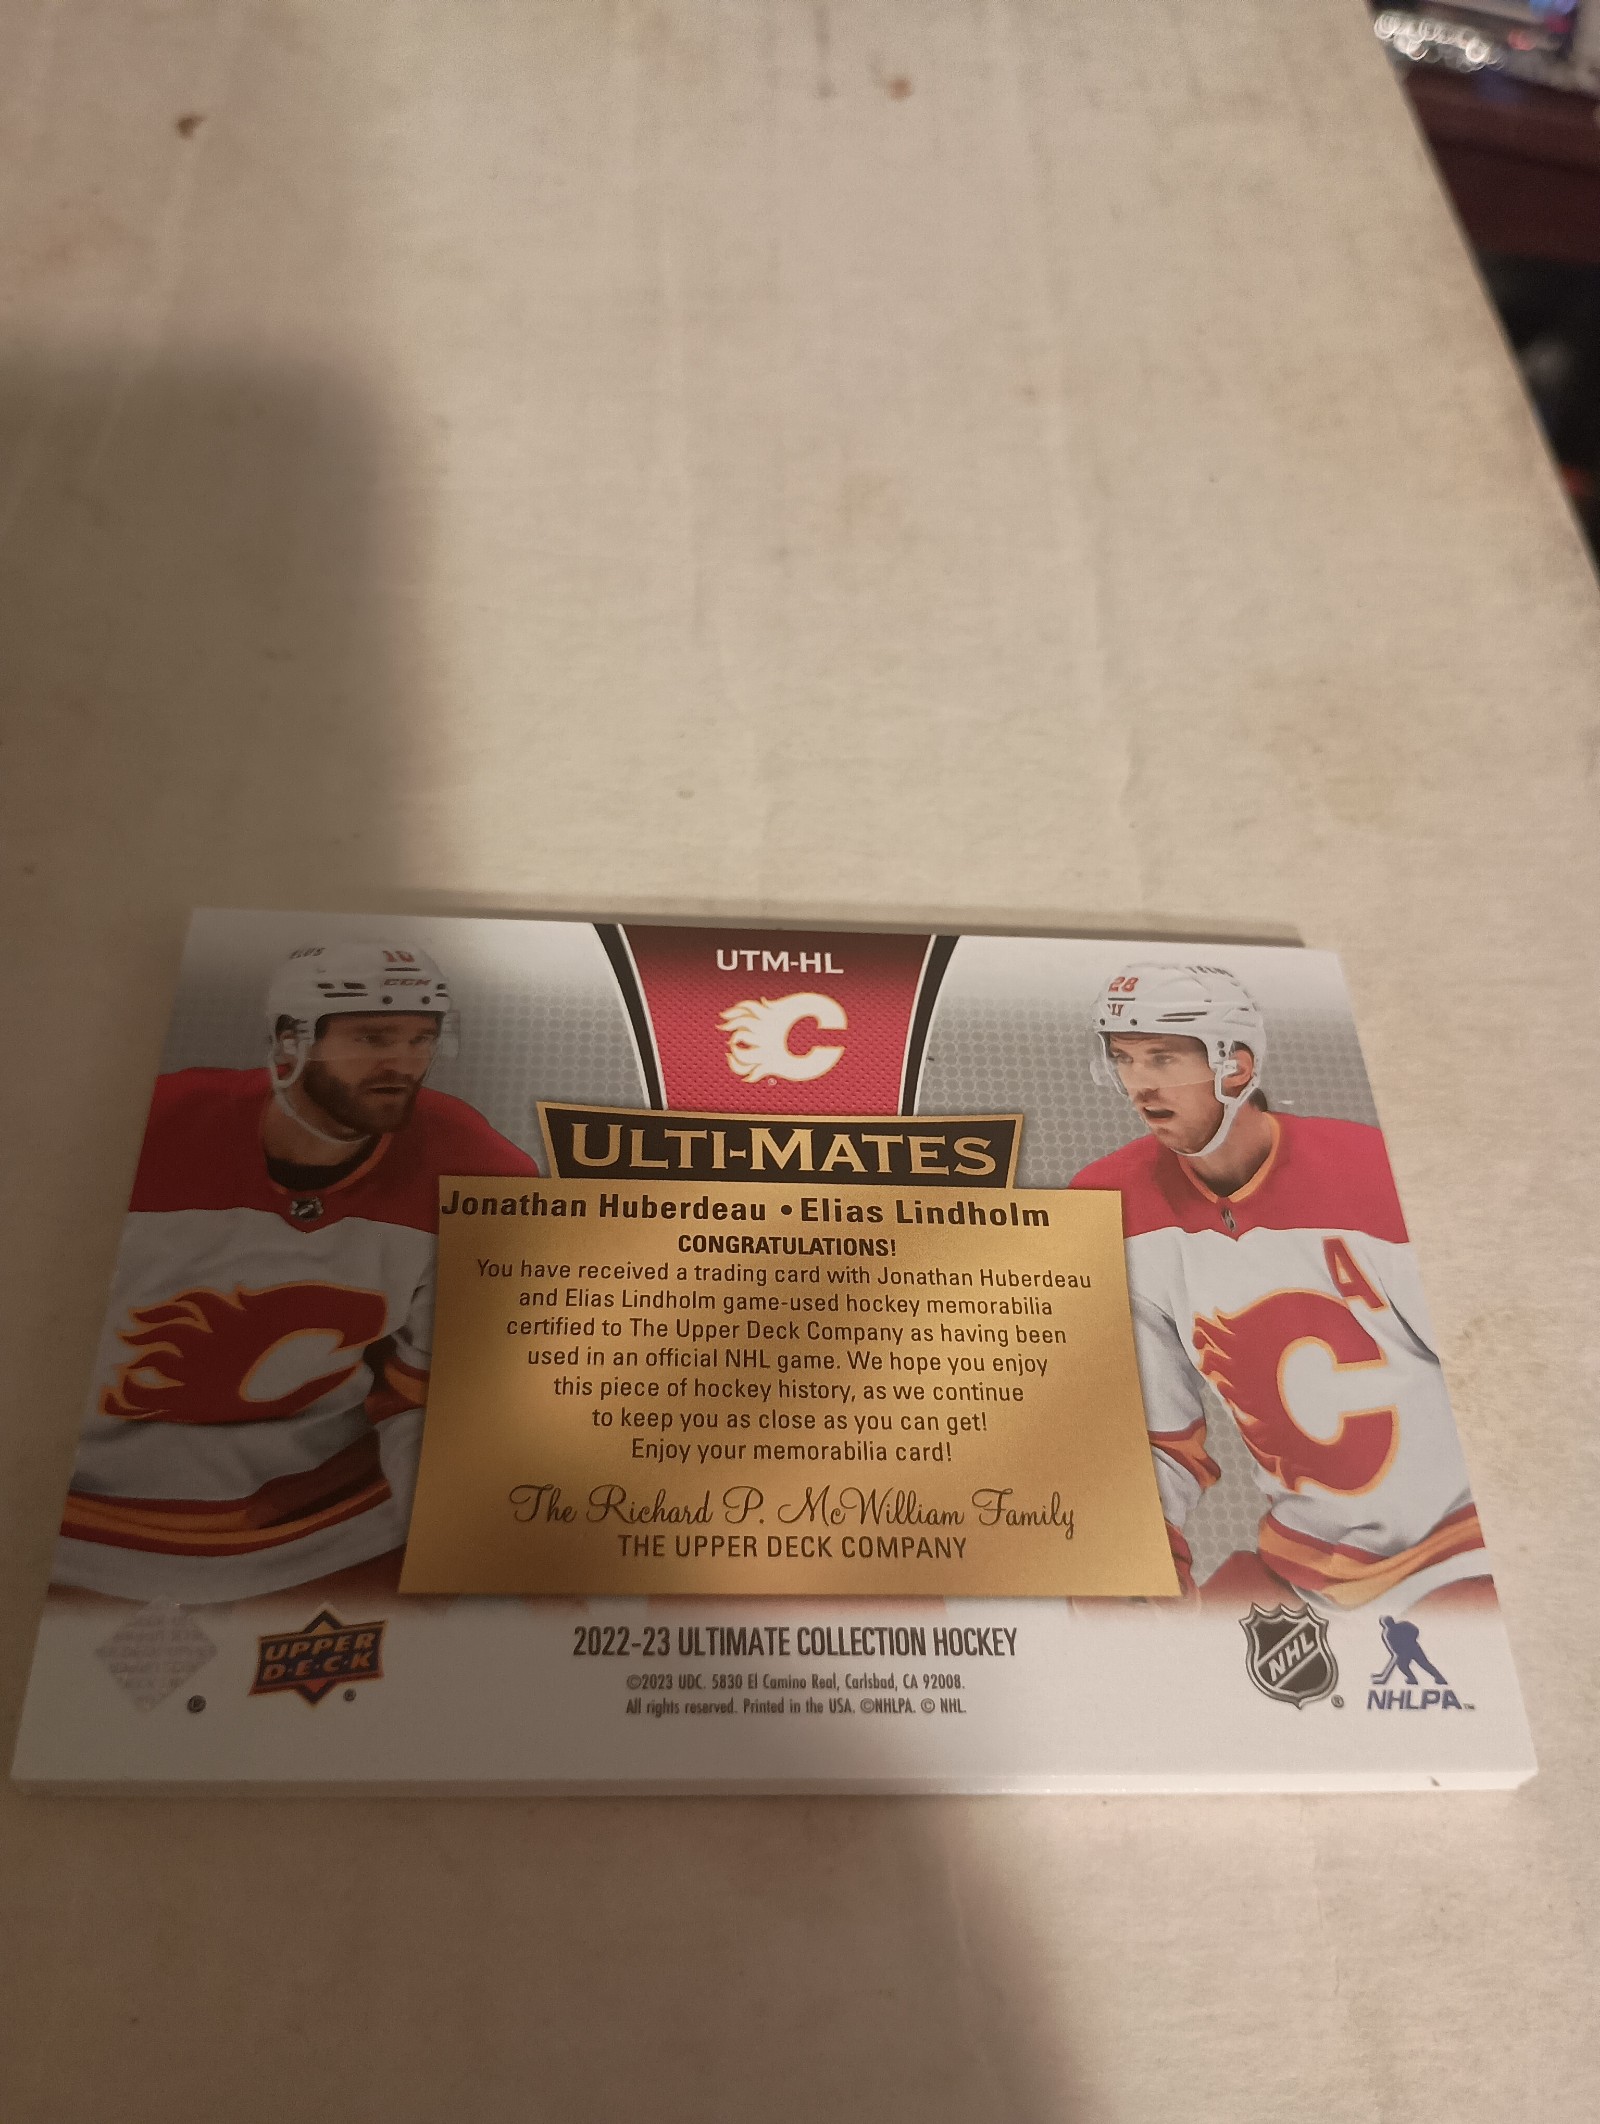 UTM-HL
10
CCM
28
ULTI-MATES
Jonathan Huberdeau • Elias Lindholm
CONGRATULATIONS!
You have received a trading card with Jonathan Huberdeau
and Elias Lindholm game-used hockey memorabilia
certified to The Upper Deck Company as having been
used in an official NHL game. We hope you enjoy
this piece of hockey history, as we continue
to keep you as close as you can get!
Enjoy your memorabilia card!
A
C
The Richard P. McWilliam Family
THE UPPER DECK COMPANY
UPPER
D•E•C•K
®
®
2022-23 ULTIMATE COLLECTION HOCKEY
©2023 UDC. 5830 El Camino Real, Carlsbad, CA 92008.
All rights reserved. Printed in the USA. ©NHLPA. © NHL.
NHL
®
NHLPA™